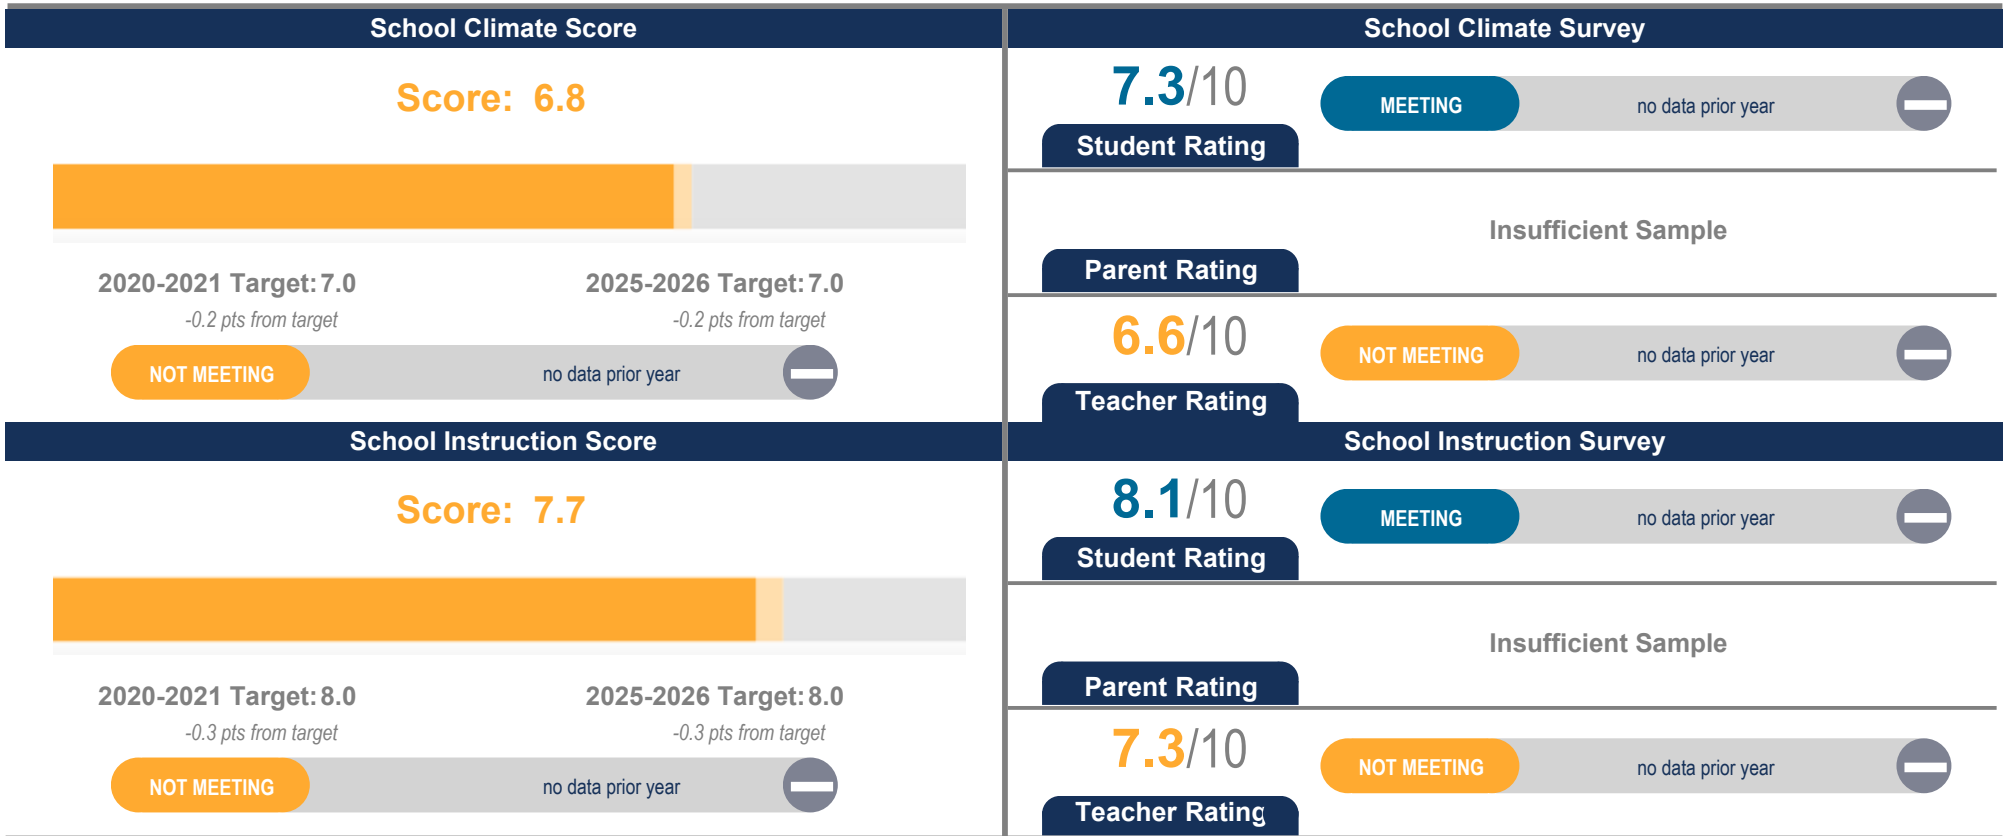 School Climate Score
Score: 6.8
2020-2021 Target: 7.0
-0.2 pts from target
2025-2026 Target: 7.0
-0.2 pts from target
NOT MEETING
no data prior year
School Climate Survey
7.3/10
Student Rating
MEETING
no data prior year
Parent Rating
Insufficient Sample
6.6/10
Teacher Rating
NOT MEETING
no data prior year
School Instruction Score
Score: 7.7
2020-2021 Target: 8.0
-0.3 pts from target
2025-2026 Target: 8.0
-0.3 pts from target
NOT MEETING
no data prior year
School Instruction Survey
8.1/10
Student Rating
MEETING
no data prior year
Parent Rating
Insufficient Sample
7.3/10
Teacher Rating
NOT MEETING
no data prior year